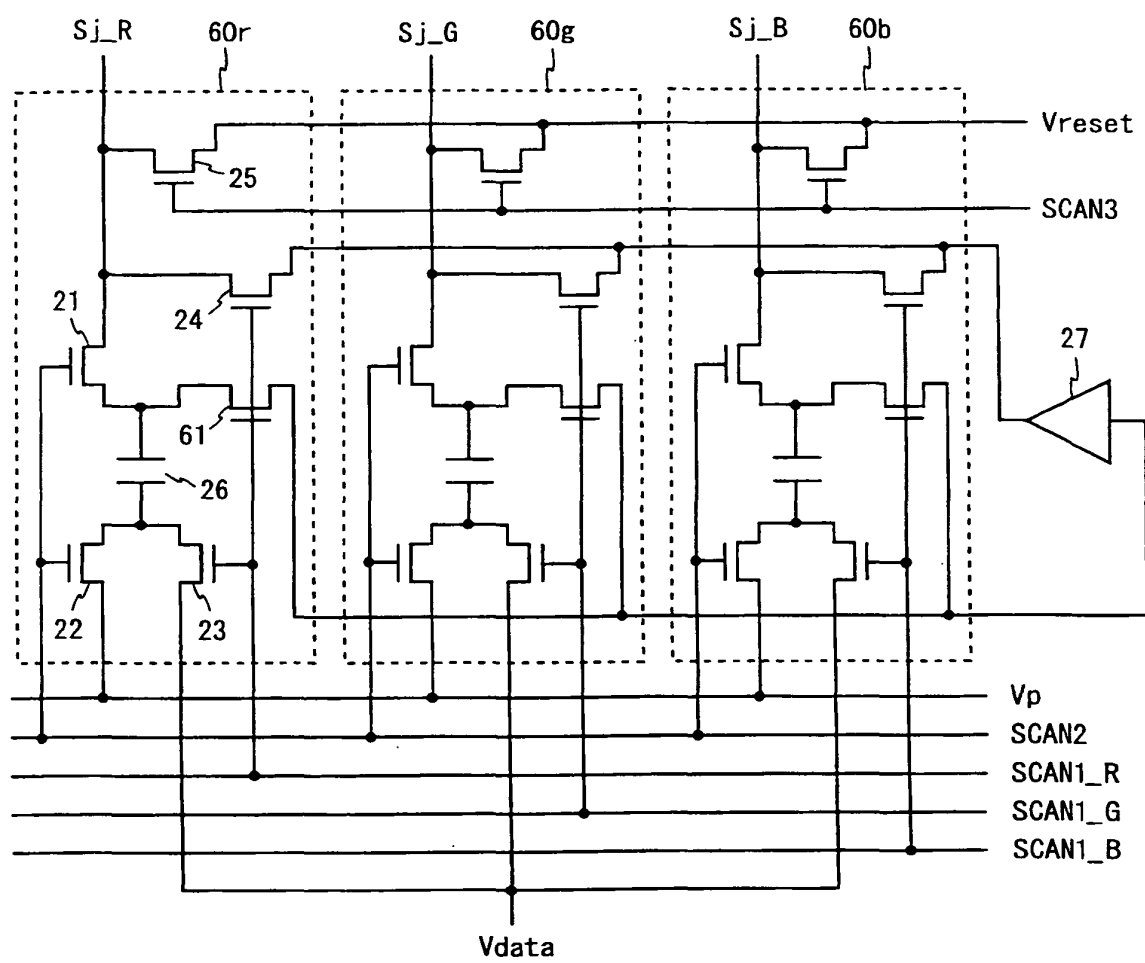 Sj_R 60r Sj_G 60g Sj_B 60b
Vreset
25
SCAN3
21
24
27
61
26
22 23
Vp
SCAN2
SCAN1_R
SCAN1_G
SCAN1_B
Vdata